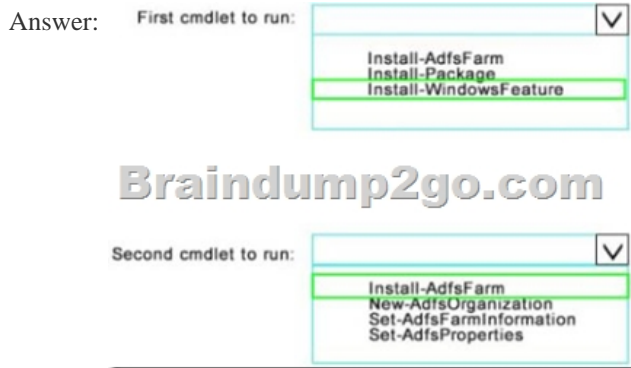 Answer: First cmdlet to run:
Install-AdfsFarm
Install-Package
Install-WindowsFeature
Braindump2go.com
Second cmdlet to run:
Install-AdfsFarm
New-AdfsOrganization
Set-AdfsFarmInformation
Set-AdfsProperties